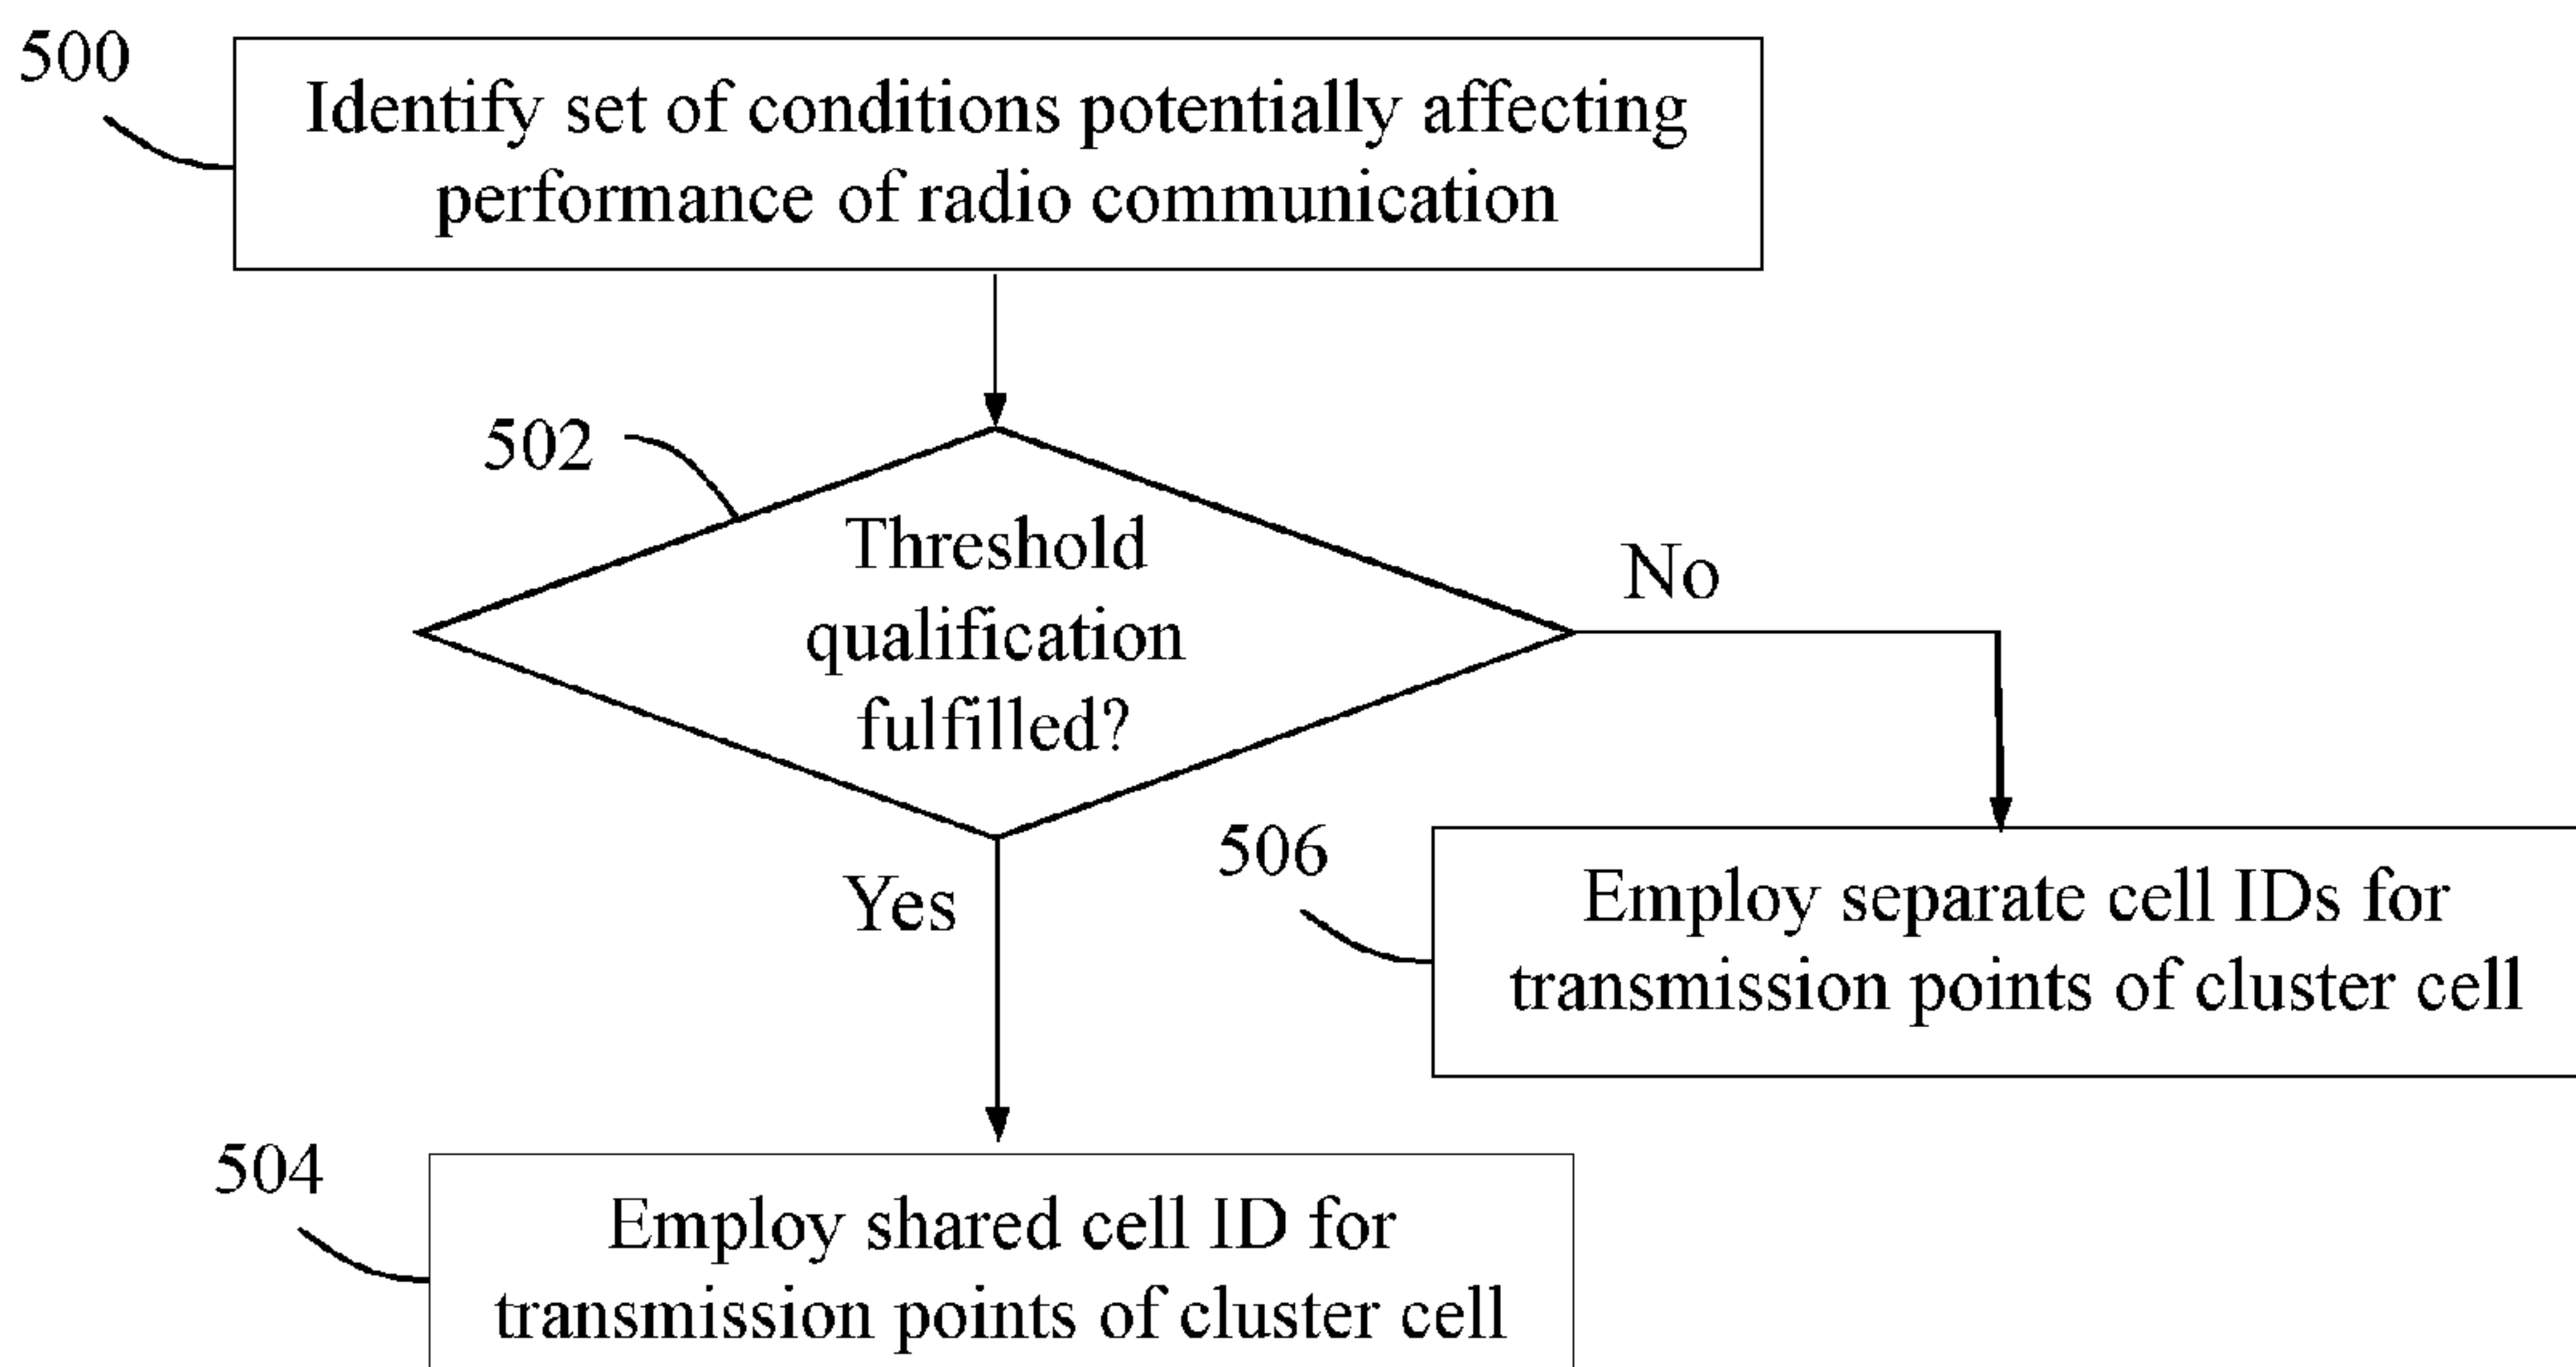 500
Identify set of conditions potentially affecting
performance of radio communication
502
Threshold
qualification
fulfilled?
No
Yes
506
Employ separate cell IDs for
transmission points of cluster cell
504
Employ shared cell ID for
transmission points of cluster cell